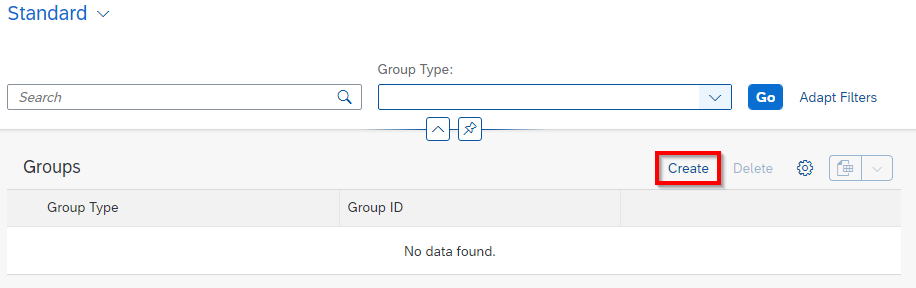 Standard
Group Type:
Search
Go
Adapt Filters
Groups
Create
Delete
Group Type
Group ID
No data found.